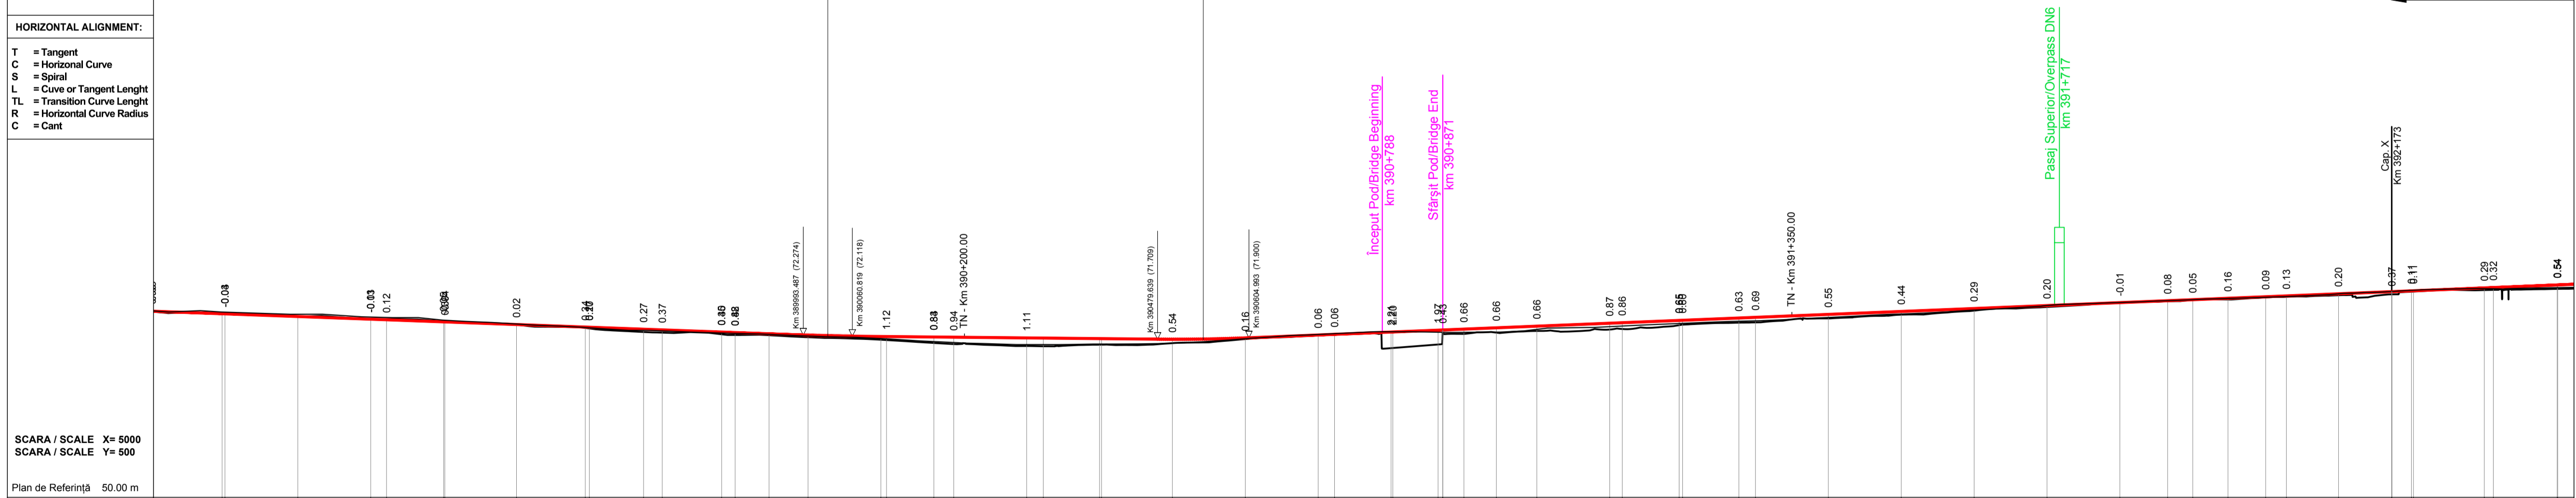 HORIZONTAL ALIGNMENT:
T = Tangent
C = Horizonal Curve
S = Spiral
L = Cuve or Tangent Lenght
TL = Transition Curve Lenght
R = Horizontal Curve Radius
C = Cant
SCARA / SCALE X= 5000
SCARA / SCALE Y= 500
Plan de Referință 50.00 m
0.12
0.02
0.27
0.37
Km 389993.487 (72.274)
Km 390060.819 (72.118)
1.12
0.94
TN - Km 390+200.00
1.11
Km 390479.639 (71.709)
0.54
0.16
Km 390604.993 (71.900)
0.06
0.06
Început Pod/Bridge Beginning
km 390+788
Sfârșit Pod/Bridge End
km 390+871
1.97
0.43
0.66
0.66
0.66
0.87
0.86
0.63
0.69
TN - Km 391+350.00
0.55
0.44
0.29
0.20
Pasaj Superior/Overpass DN6
km 391+717
-0.01
0.08
0.05
0.16
0.09
0.13
0.20
Cap. X
Km 392+173
0.37
0.11
0.29
0.32
0.54